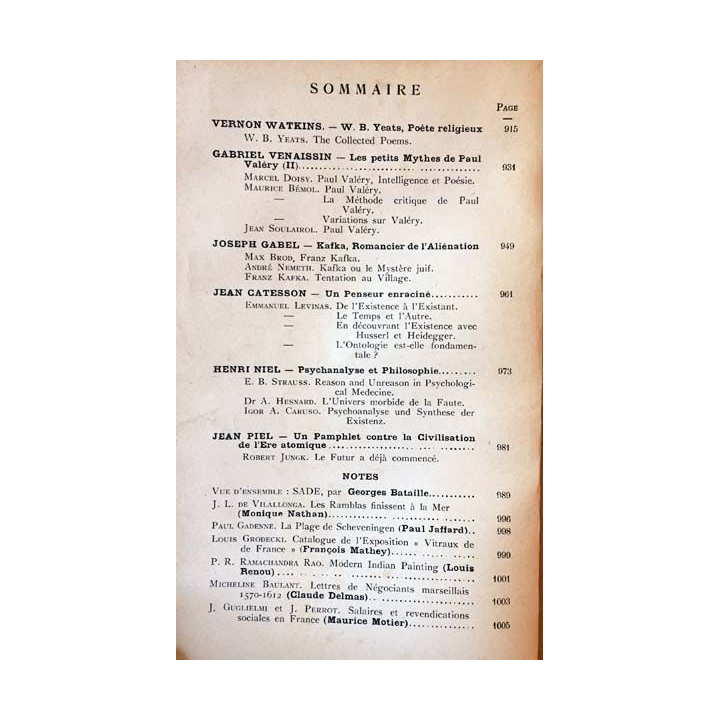 SOMMAIRE
PAGE
VERNON WATKINS. — W. B. Yeats, Poéte religieux 915
W. B. YEATS. The Collected Poems.
GABRIEL VENAISSIN — Les petits Mythes de Paul
Valéry (II)............................................. 931
MARCEL DOISY. Paul Valéry, Intelligence et Poésie.
MAURICE BÉMOL. Paul Valéry.
— La Méthode critique de Paul
Valéry.
— Variations sur Valéry.
JEAN SOULAIROL. Paul Valéry.
JOSEPH GABEL — Kafka, Romancier de l'Aliénation 949
MAX BROD. Franz Kafka.
ANDRÉ NEMETH. Kafka ou le Mystère juif.
FRANZ KAFKA. Tentation au Village.
JEAN CATESSON — Un Penseur enraciné........... 961
EMMANUEL LEVINAS. De l'Existence à l'Existant.
— Le Temps et l'Autre.
— En découvrant l'Existence avec
Husserl et Heidegger.
— L'Ontologie est-elle fondamen-
tale ?
HENRI NIEL — Psychanalyse et Philosophie......... 973
E. B. STRAUSS. Reason and Unreason in Psychologi-
cal Medecine.
Dr A. HESNARD. L'Univers morbide de la Faute.
IGOR A. CARUSO. Psychoanalyse und Synthese der
Existenz.
JEAN PIEL — Un Pamphlet contre la Civilisation
de l'Ere atomique .............................. 981
ROBERT JUNGK. Le Futur a déjà commencé.
NOTES
VUE D'ENSEMBLE : SADE, par Georges Bataille........... 989
J. L. DE VILALLONGA. Les Ramblas finissent à la Mer
(Monique Nathan)............................ 996
PAUL GADENNE. La Plage de Scheveningen (Paul Jaffard).. 998
LOUIS GRODECKI. Catalogue de l'Exposition « Vitraux de
de France » (François Mathey)................ 999
P. R. RAMACHANDRA RAO. Modern Indian Painting (Louis
Renou)..................................... 1001
MICHELINE BAULANT. Lettres de Négociants marseillais
1570-1612 (Claude Delmas).................... 1003
J. GUGLIELMI et J. PERROT. Salaires et revendications
sociales en France (Maurice Motier)............... 1005